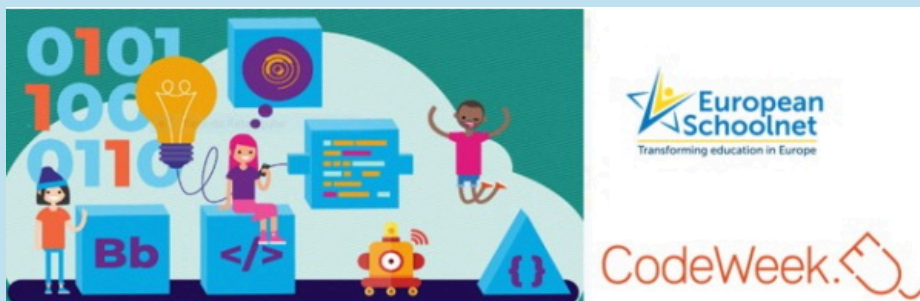 0101
100
0110
Bb
</>
{}
European
Schoolnet
Transforming education in Europe
CodeWeek.